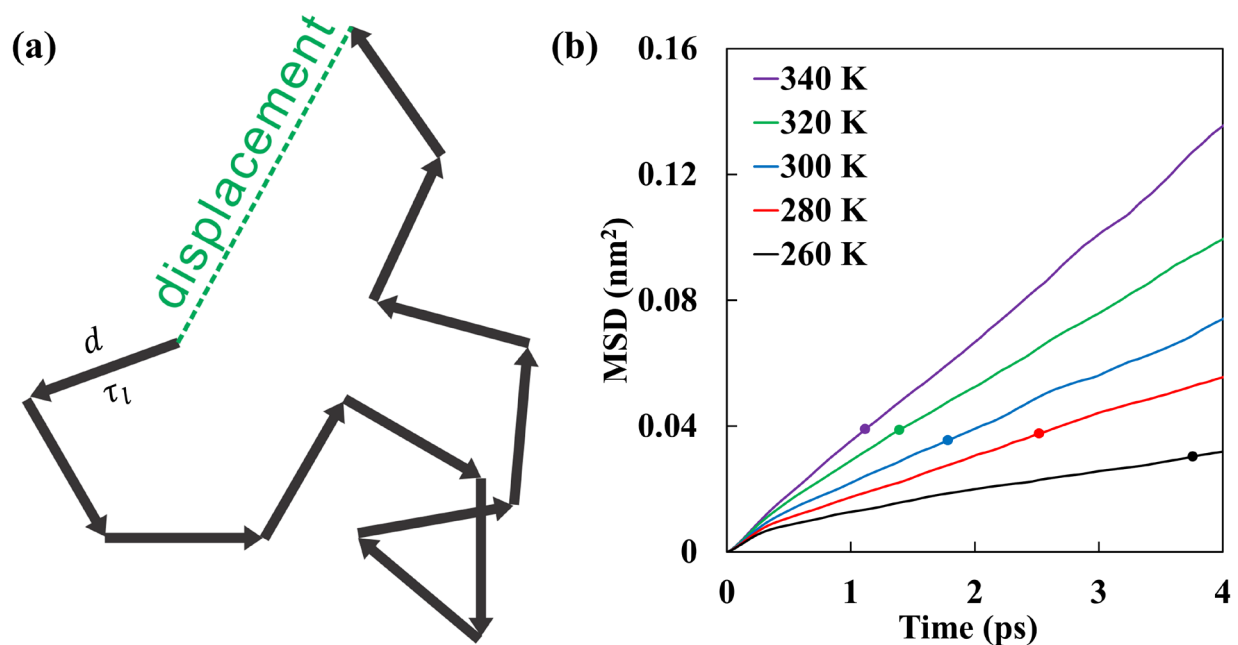 (a)
displacement
d
τl
(b)
MSD (nm²)
0.16
0.12
0.08
0.04
0
340 K
320 K
300 K
280 K
260 K
0 1 2 3 4
Time (ps)